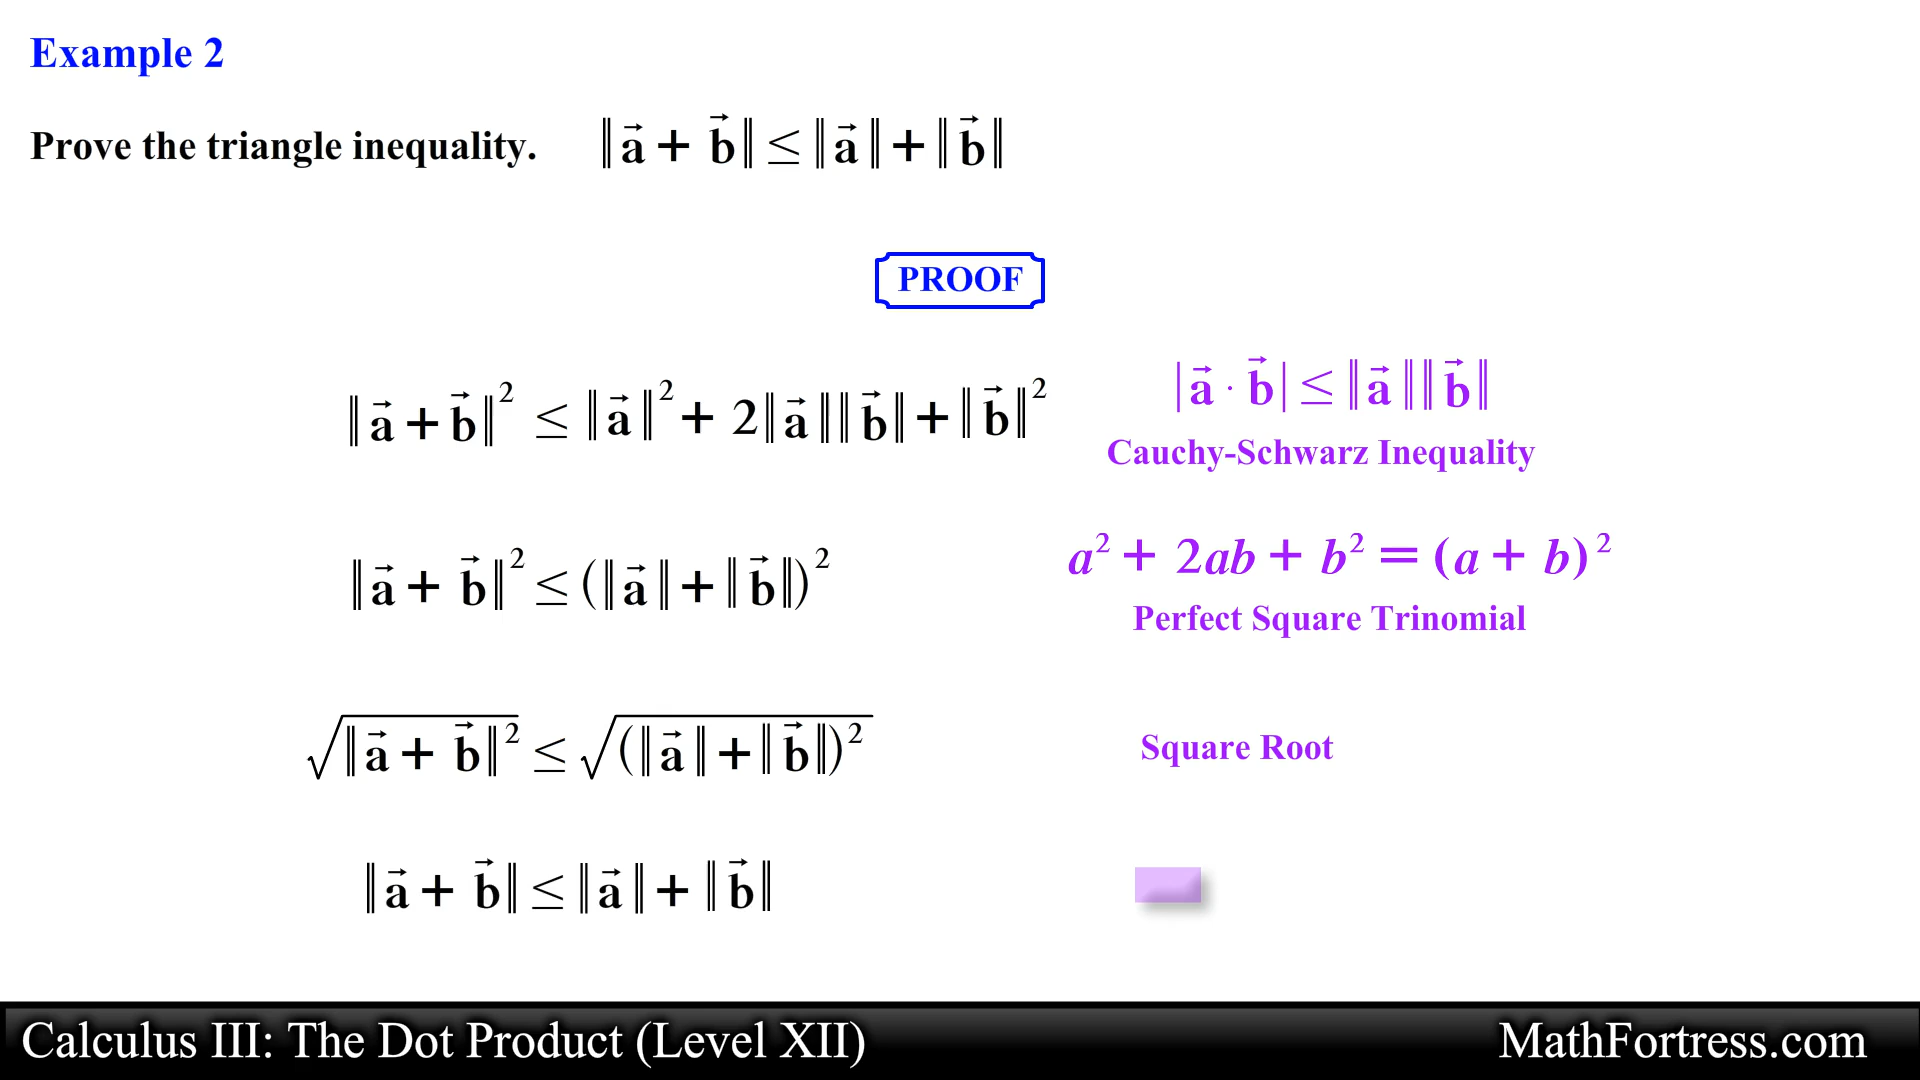 Example 2
Prove the triangle inequality. ‖a⃗ + b⃗‖ ≤ ‖a⃗‖ + ‖b⃗‖
PROOF
‖a⃗ + b⃗‖² ≤ ‖a⃗‖² + 2‖a⃗‖‖b⃗‖ + ‖b⃗‖²
|a⃗ · b⃗| ≤ ‖a⃗‖‖b⃗‖
Cauchy-Schwarz Inequality
‖a⃗ + b⃗‖² ≤ (‖a⃗‖ + ‖b⃗‖)²
a² + 2ab + b² = (a + b)²
Perfect Square Trinomial
√‖a⃗ + b⃗‖² ≤ √(‖a⃗‖ + ‖b⃗‖)²
Square Root
‖a⃗ + b⃗‖ ≤ ‖a⃗‖ + ‖b⃗‖
Calculus III: The Dot Product (Level XII)
MathFortress.com